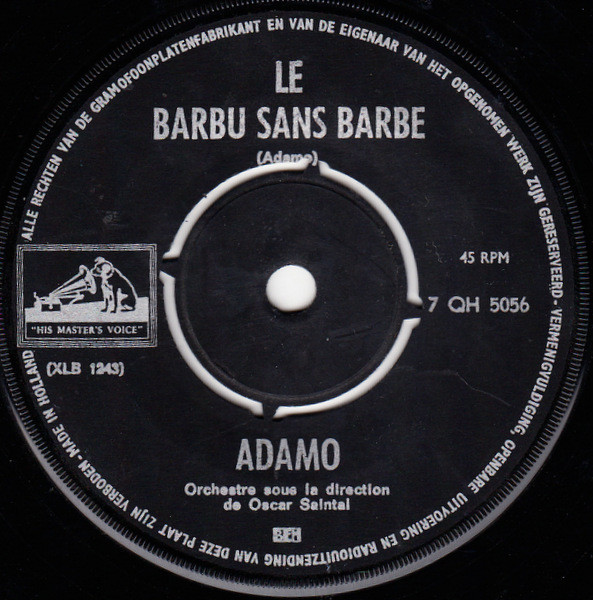 ALLE RECHTEN VAN DE GRAMOFOONPLATENFABRIKANT EN VAN DE EIGENAAR VAN HET OPGENOMEN WERK ZIJN GERESERVEERD - VERMENIGVULDIGING, OPENBARE UITVOERING EN RADIOUITZENDING VAN DEZE PLAAT ZIJN VERBODEN - MADE IN HOLLAND
LE
BARBU SANS BARBE
(Adamo)
45 RPM
7 QH 5056
"HIS MASTER'S VOICE"
(XLB 1243)
ADAMO
Orchestre sous la direction
de Oscar Saintal